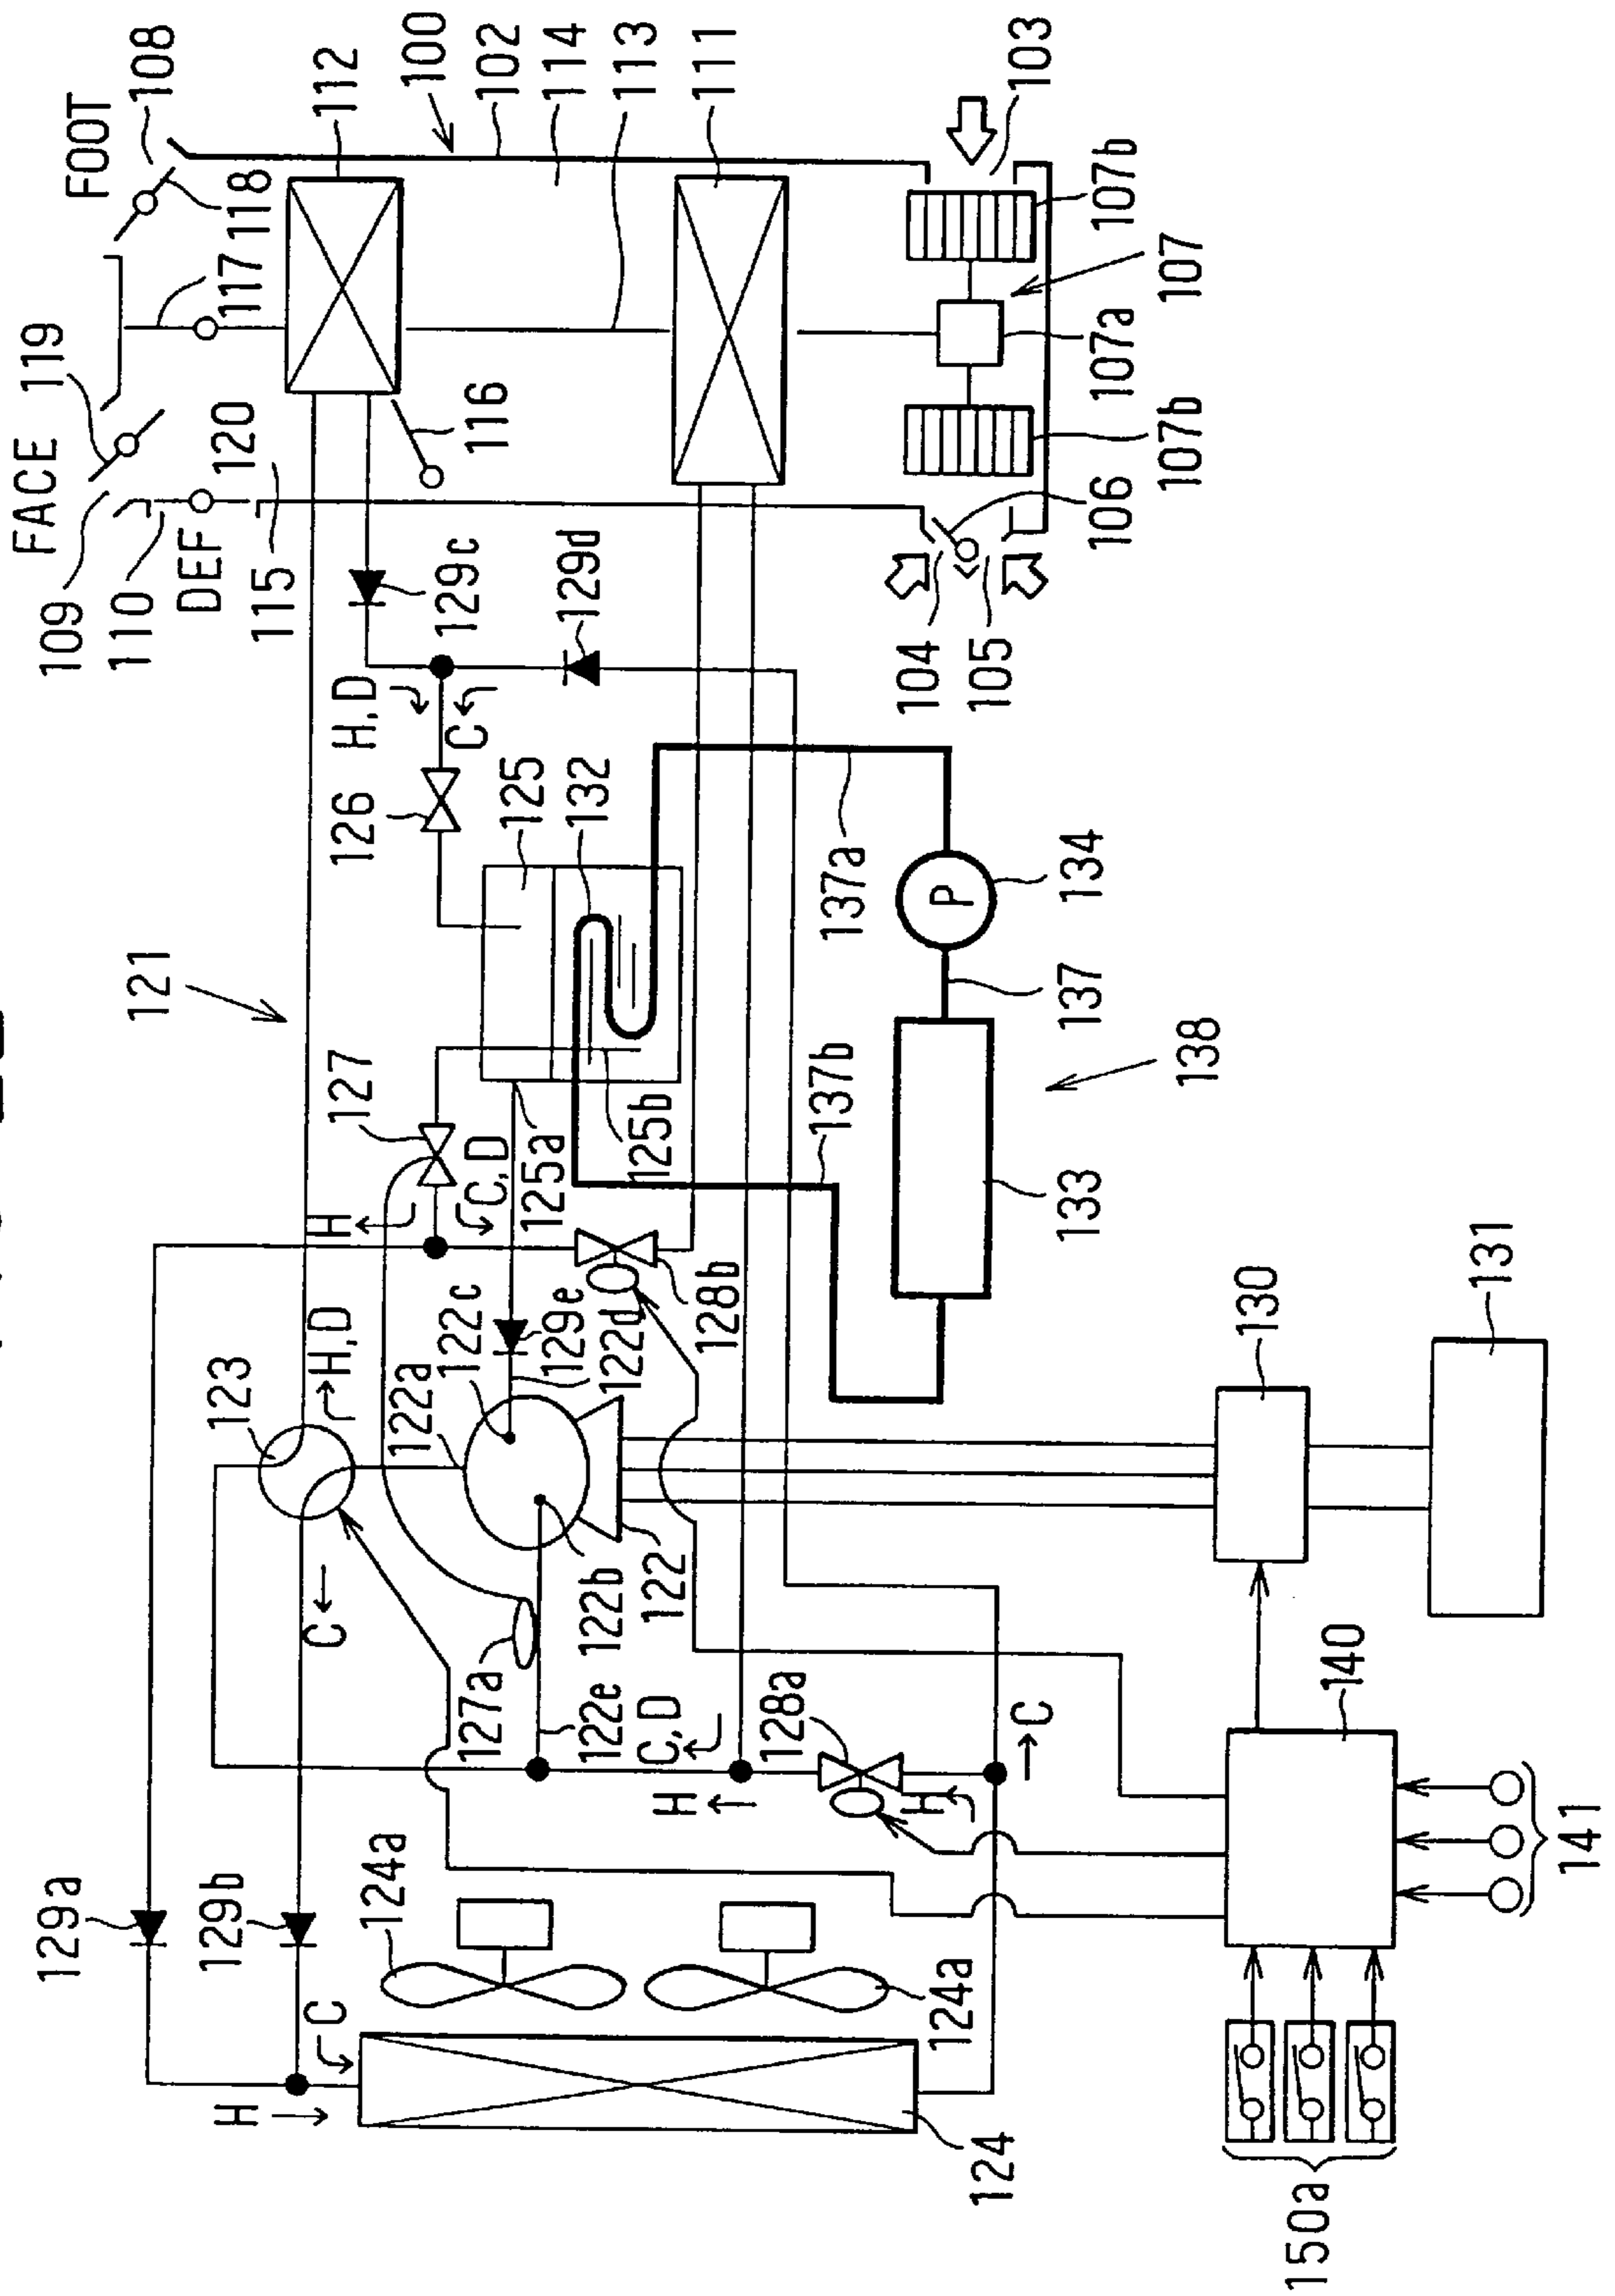 FOOT
108
FACE
119
117
118
112
100
102
114
113
111
103
109
110
DEF
120
115
116
129c
129d
104
105
106
107b
107a
107
107b
H,D
C
126
125
132
121
127
137a
134
P
137
138
137b
133
H
C,D
125a
125b
123
H,D
122a
122c
129e
122d
128b
130
131
C
127a
122e
122b
122
C,D
128a
H
H
C
140
141
129a
129b
124a
124a
C
H
124
150a